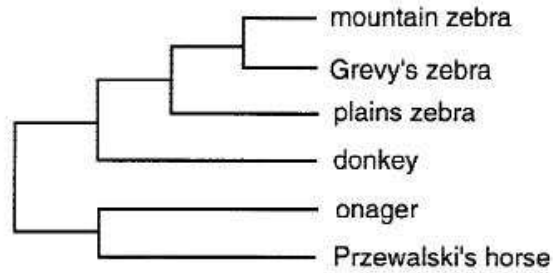 mountain zebra
Grevy's zebra
plains zebra
donkey
onager
Przewalski's horse